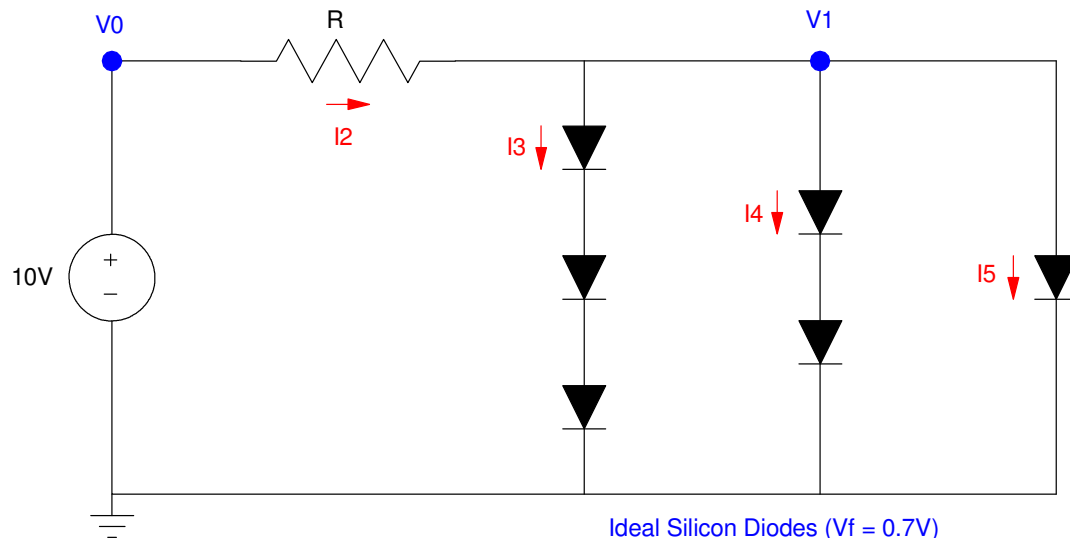 V0
R
V1
I2
I3
I4
I5
10V
+
−
Ideal Silicon Diodes (Vf = 0.7V)